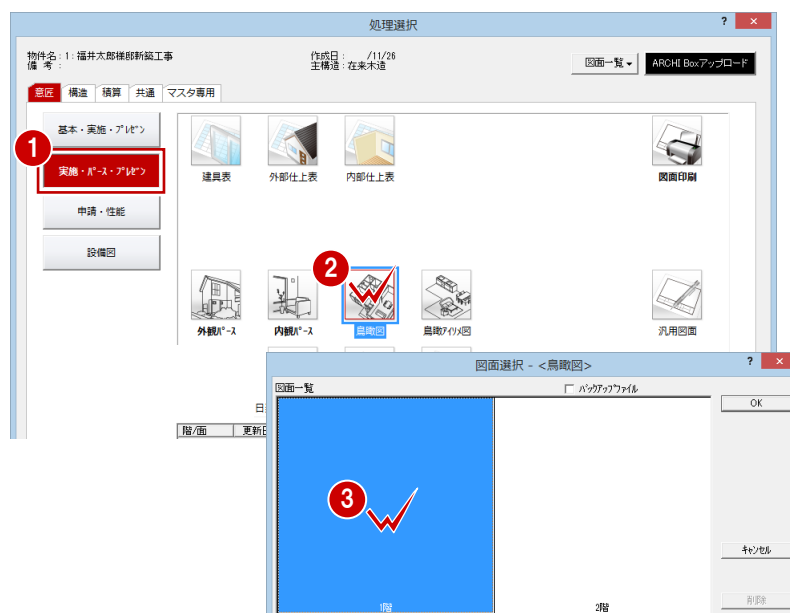 処理選択
? ×
物件名：1：福井太郎様邸新築工事
備 考：
作成日： /11/26
主構造：在来木造
図面一覧
ARCHI Boxアップロード
意匠 構造 積算 共通 マスタ専用
1
基本・実施・ﾌﾟﾚｾﾞﾝ
実施・ﾊﾟｰｽ・ﾌﾟﾚｾﾞﾝ
申請・性能
設備図
建具表 外部仕上表 内部仕上表 図面印刷
2
外観ﾊﾟｰｽ 内観ﾊﾟｰｽ 鳥瞰図 鳥瞰ｱｲｿﾒ図 汎用図面
図面選択 - <鳥瞰図>
? ×
図面一覧
ﾊﾞｯｸｱｯﾌﾟﾌｧｲﾙ
OK
日
階/面
3
ｷｬﾝｾﾙ
削除
1階 2階